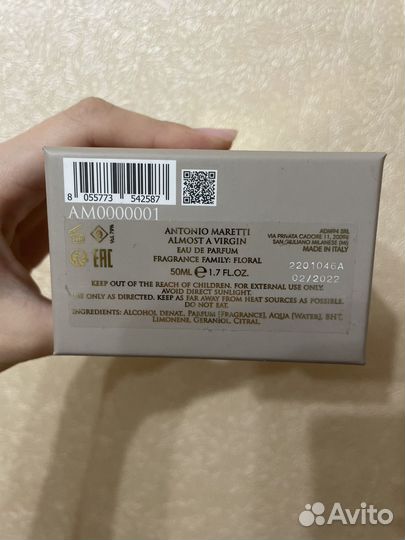 8 055773 542587
AM0000001
ANTONIO MARETTI
ALMOST A VIRGIN
EAU DE PARFUM
FRAGRANCE FAMILY: FLORAL
50ML ℮ 1.7 FL.OZ.
ADWIN SRL
VIA PRIVATA CADORE 11, 20098
SAN GIULIANO MILANESE (MI)
MADE IN ITALY
2201046A
02/2022
EAC
KEEP OUT OF THE REACH OF CHILDREN. FOR EXTERNAL USE ONLY.
AVOID DIRECT SUNLIGHT.
USE ONLY AS DIRECTED. KEEP AS FAR AWAY FROM HEAT SOURCES AS POSSIBLE.
DO NOT EAT.
INGREDIENTS: ALCOHOL DENAT., PARFUM [FRAGRANCE], AQUA [WATER], BHT,
LIMONENE, GERANIOL, CITRAL.
Avito